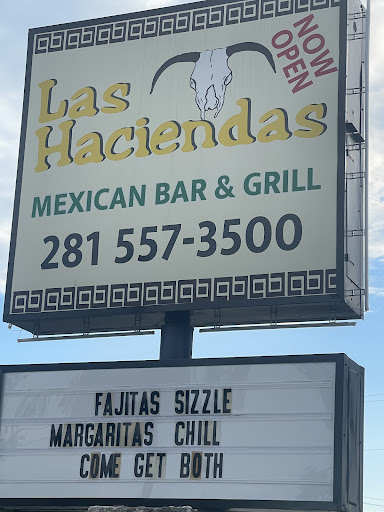 NOW OPEN
Las
Haciendas
MEXICAN BAR & GRILL
281 557-3500
FAJITAS SIZZLE
MARGARITAS CHILL
COME GET BOTH